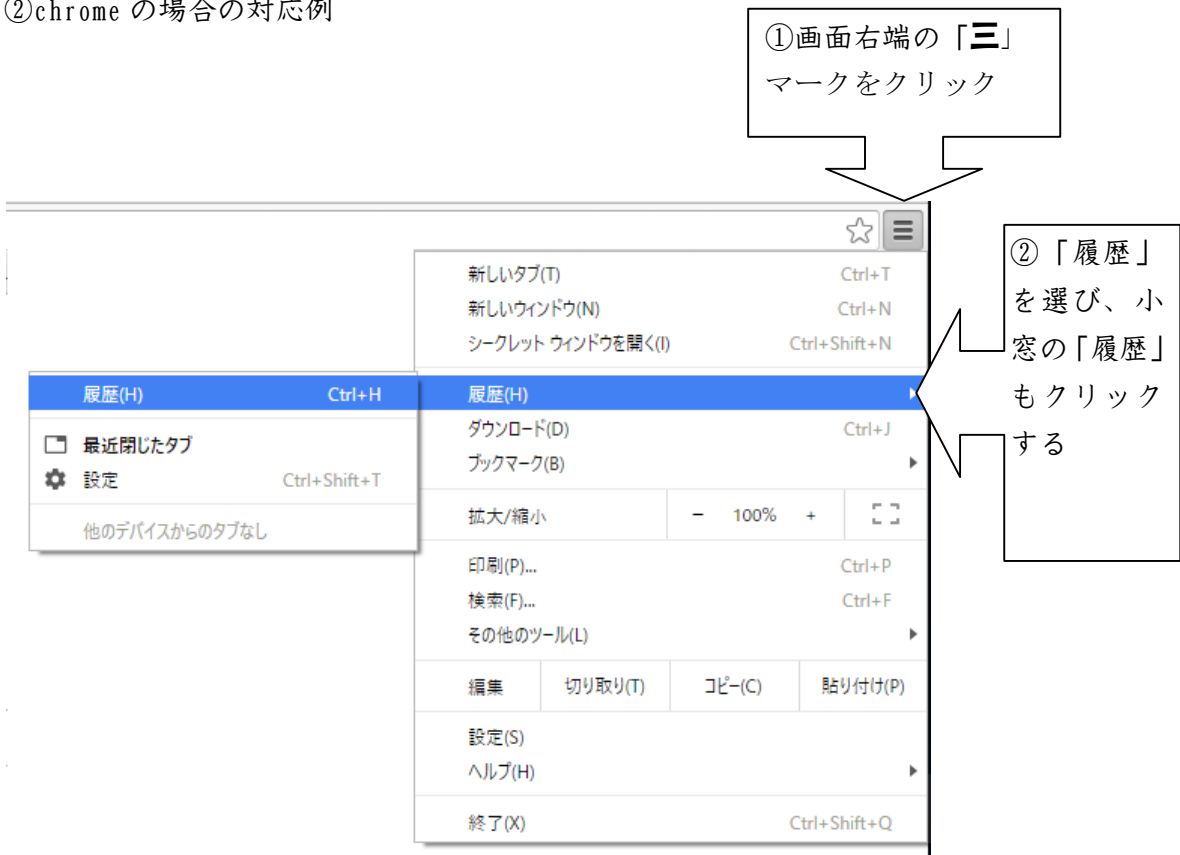 ②chrome の場合の対応例
①画面右端の「三」
マークをクリック
②「履歴」
を選び、小
窓の「履歴」
もクリック
する
新しいタブ(T) Ctrl+T
新しいウィンドウ(N) Ctrl+N
シークレット ウィンドウを開く(I) Ctrl+Shift+N
履歴(H)
ダウンロード(D) Ctrl+J
ブックマーク(B)
拡大/縮小 － 100% +
印刷(P)... Ctrl+P
検索(F)... Ctrl+F
その他のツール(L)
編集 切り取り(T) コピー(C) 貼り付け(P)
設定(S)
ヘルプ(H)
終了(X) Ctrl+Shift+Q
履歴(H) Ctrl+H
最近閉じたタブ
設定 Ctrl+Shift+T
他のデバイスからのタブなし